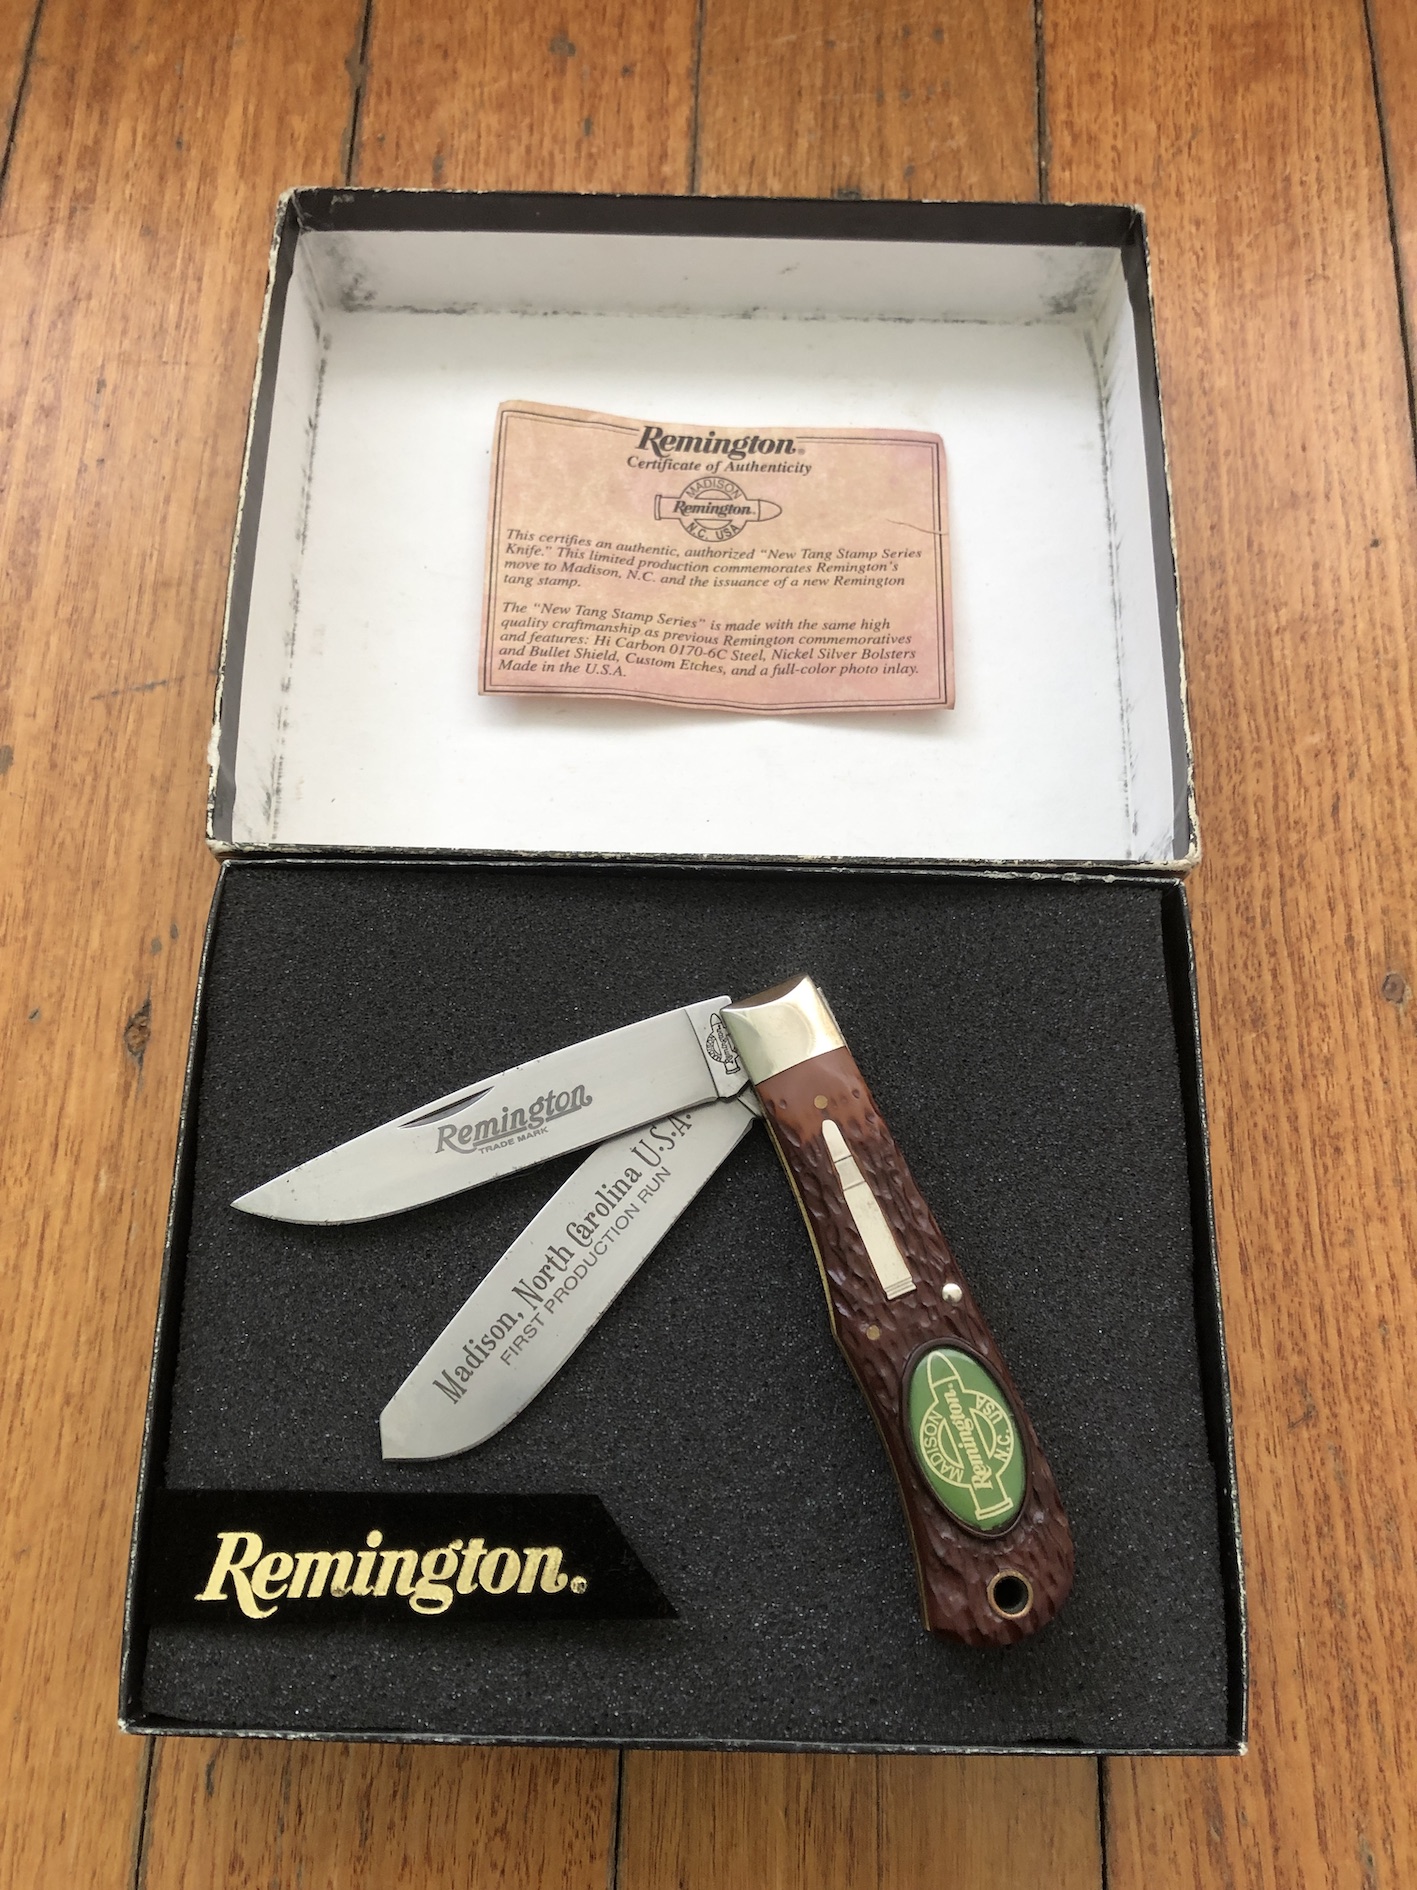 Remington®
Certificate of Authenticity
MADISON
Remington®
N.C. USA
This certifies an authentic, authorized "New Tang Stamp Series
Knife." This limited production commemorates Remington's
move to Madison, N.C. and the issuance of a new Remington
tang stamp.
The "New Tang Stamp Series" is made with the same high
quality craftmanship as previous Remington commemoratives
and features: Hi Carbon 0170-6C Steel, Nickel Silver Bolsters
and Bullet Shield, Custom Etches, and a full-color photo inlay.
Made in the U.S.A.
Remington
TRADE MARK
Madison, North Carolina U.S.A.
FIRST PRODUCTION RUN
MADISON
Remington®
N.C. USA
Remington®